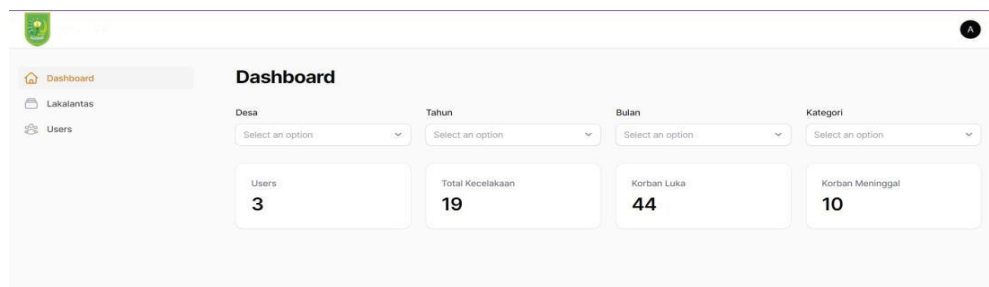 A
Dashboard
Lakalantas
Users
Dashboard
Desa
Tahun
Bulan
Kategori
Select an option
Select an option
Select an option
Select an option
Users
3
Total Kecelakaan
19
Korban Luka
44
Korban Meninggal
10